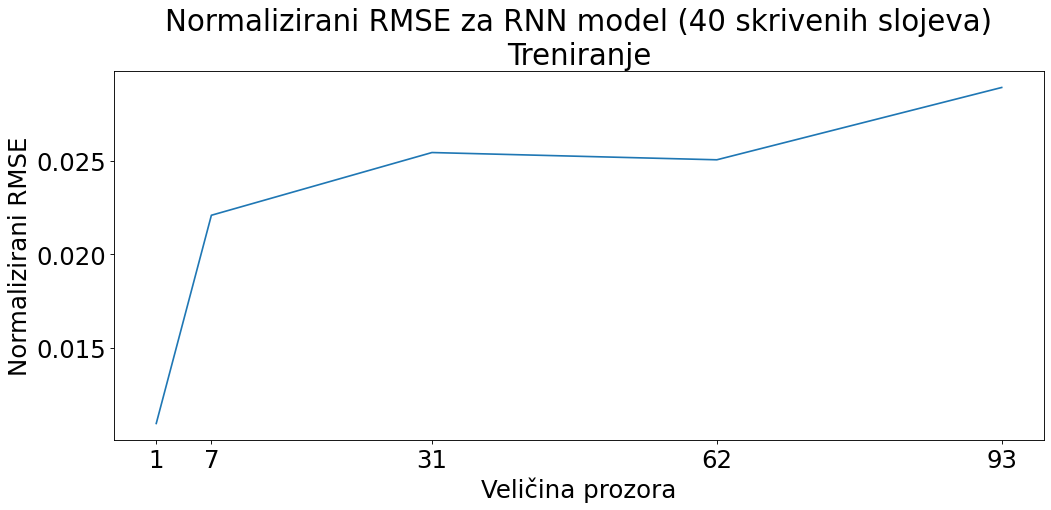 Normalizirani RMSE za RNN model (40 skrivenih slojeva)
Treniranje
Normalizirani RMSE
0.025
0.020
0.015
1 7 31 62 93
Veličina prozora